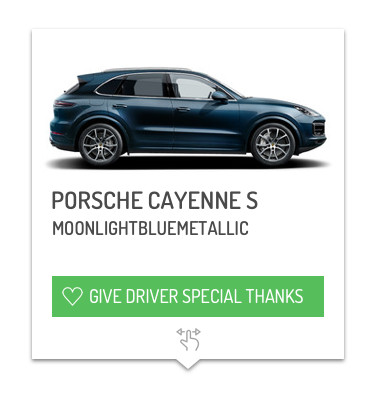 PORSCHE CAYENNE S
MOONLIGHTBLUEMETALLIC
GIVE DRIVER SPECIAL THANKS